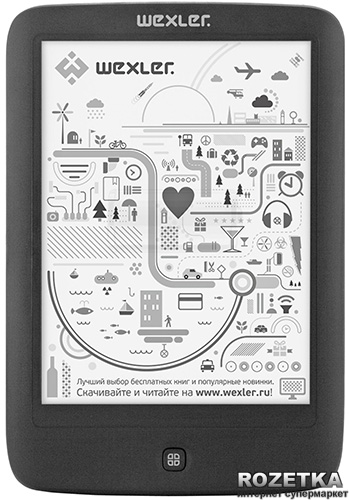 WEXLER.
WEXLER.
Лучший выбор бесплатных книг и популярные новинки.
Скачивайте и читайте на www.wexler.ru!
ROZETKA
интернет супермаркет